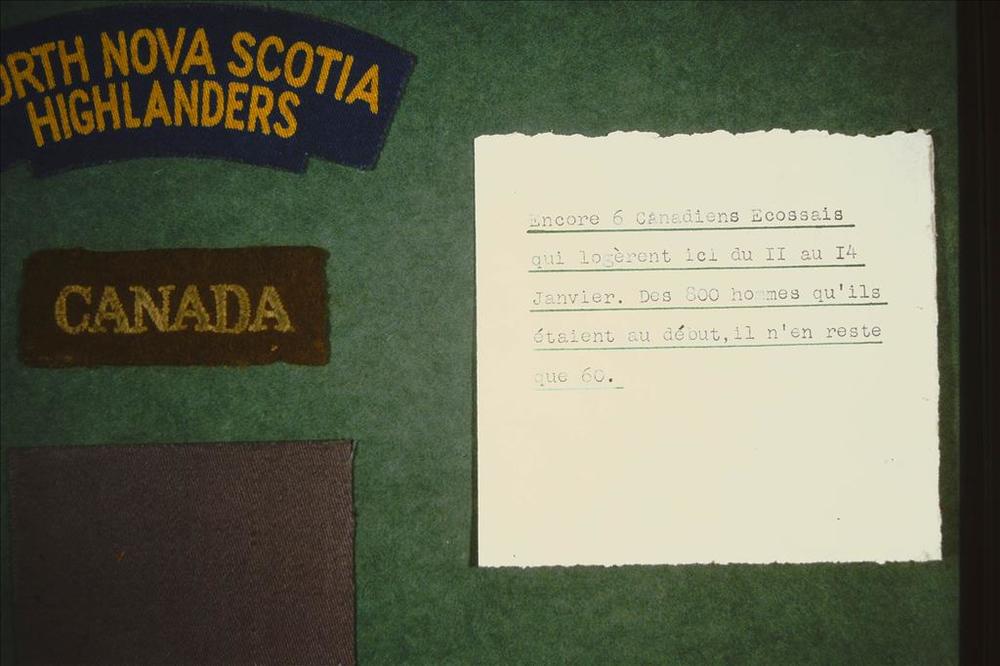 ORTH NOVA SCOTIA
HIGHLANDERS
CANADA
Encore 6 Canadiens Ecossais
qui logèrent ici du II au I4
Janvier. Des 800 hommes qu'ils
étaient au début,il n'en reste
que 60.